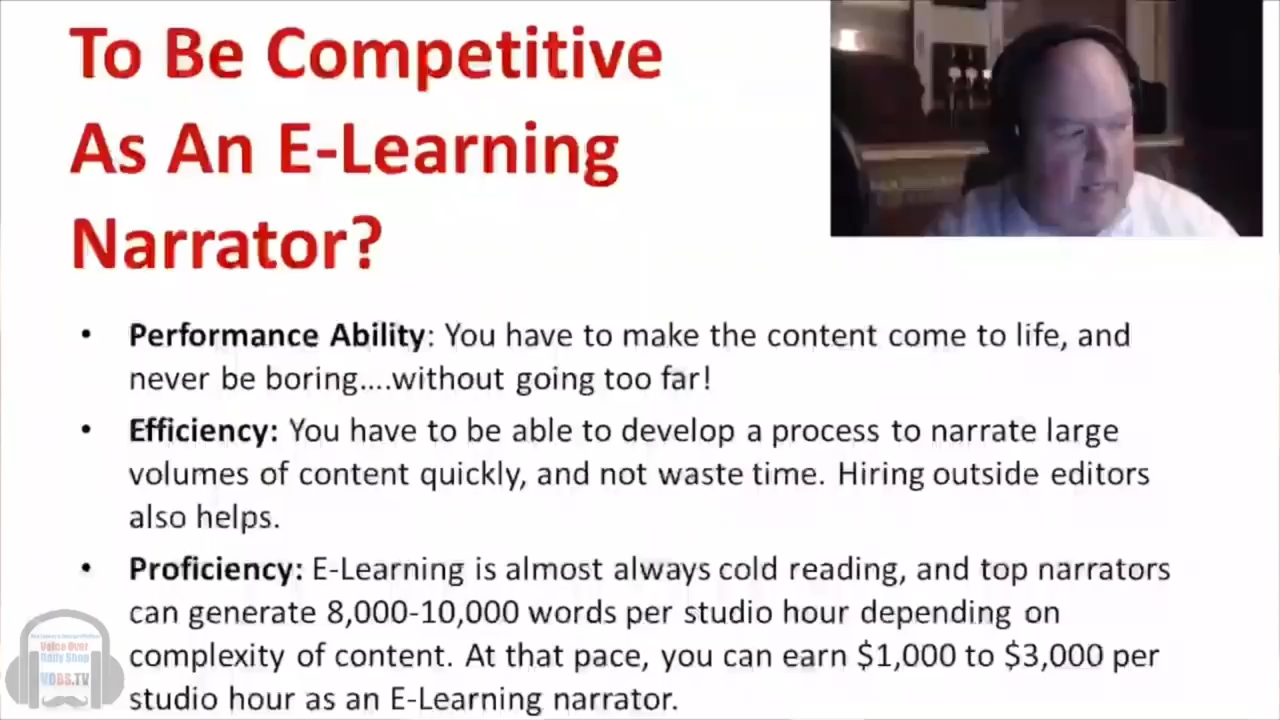 To Be Competitive
As An E-Learning
Narrator?
• Performance Ability: You have to make the content come to life, and
never be boring....without going too far!
• Efficiency: You have to be able to develop a process to narrate large
volumes of content quickly, and not waste time. Hiring outside editors
also helps.
• Proficiency: E-Learning is almost always cold reading, and top narrators
can generate 8,000-10,000 words per studio hour depending on
complexity of content. At that pace, you can earn $1,000 to $3,000 per
studio hour as an E-Learning narrator.
Voice Over
Daily Shop
VOBS.TV